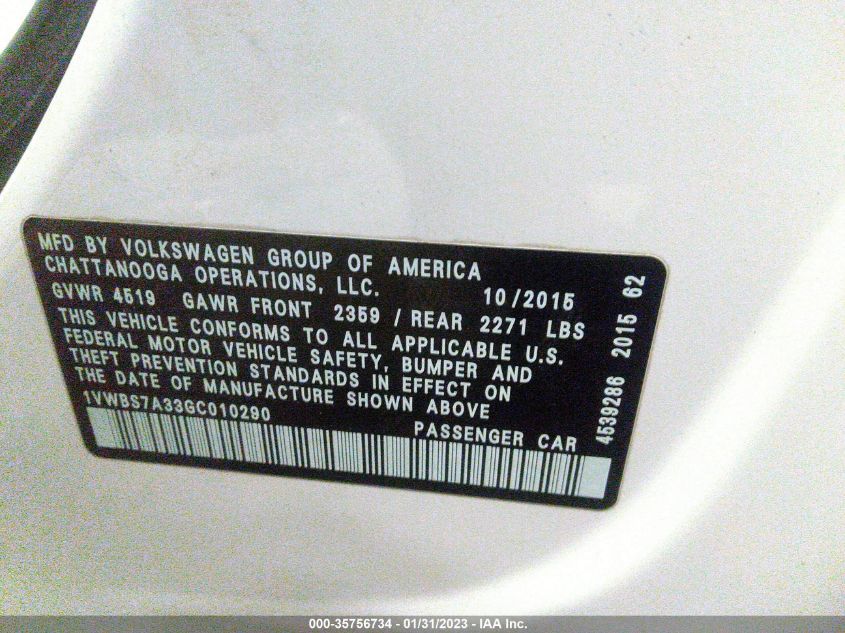 MFD BY VOLKSWAGEN GROUP OF AMERICA
CHATTANOOGA OPERATIONS, LLC. 10/2015
GVWR 4519 GAWR FRONT 2359 / REAR 2271 LBS
THIS VEHICLE CONFORMS TO ALL APPLICABLE U.S.
FEDERAL MOTOR VEHICLE SAFETY, BUMPER AND
THEFT PREVENTION STANDARDS IN EFFECT ON
THE DATE OF MANUFACTURE SHOWN ABOVE
1VWBS7A33GC010290 PASSENGER CAR
4539286 2015 62
000-35756734 - 01/31/2023 - IAA Inc.